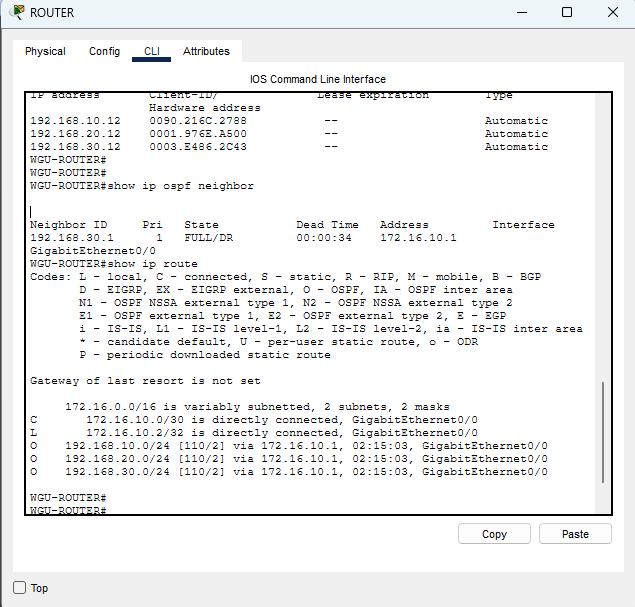 ROUTER
Physical Config CLI Attributes
IOS Command Line Interface
IP address Client-ID/ Lease expiration Type
Hardware address
192.168.10.12 0090.216C.2788 -- Automatic
192.168.20.12 0001.976E.A500 -- Automatic
192.168.30.12 0003.E486.2C43 -- Automatic
WGU-ROUTER#
WGU-ROUTER#
WGU-ROUTER#show ip ospf neighbor
Neighbor ID Pri State Dead Time Address Interface
192.168.30.1 1 FULL/DR 00:00:34 172.16.10.1
GigabitEthernet0/0
WGU-ROUTER#show ip route
Codes: L - local, C - connected, S - static, R - RIP, M - mobile, B - BGP
D - EIGRP, EX - EIGRP external, O - OSPF, IA - OSPF inter area
N1 - OSPF NSSA external type 1, N2 - OSPF NSSA external type 2
E1 - OSPF external type 1, E2 - OSPF external type 2, E - EGP
i - IS-IS, L1 - IS-IS level-1, L2 - IS-IS level-2, ia - IS-IS inter area
* - candidate default, U - per-user static route, o - ODR
P - periodic downloaded static route
Gateway of last resort is not set
172.16.0.0/16 is variably subnetted, 2 subnets, 2 masks
C 172.16.10.0/30 is directly connected, GigabitEthernet0/0
L 172.16.10.2/32 is directly connected, GigabitEthernet0/0
O 192.168.10.0/24 [110/2] via 172.16.10.1, 02:15:03, GigabitEthernet0/0
O 192.168.20.0/24 [110/2] via 172.16.10.1, 02:15:03, GigabitEthernet0/0
O 192.168.30.0/24 [110/2] via 172.16.10.1, 02:15:03, GigabitEthernet0/0
WGU-ROUTER#
WGU-ROUTER#
Copy Paste
Top